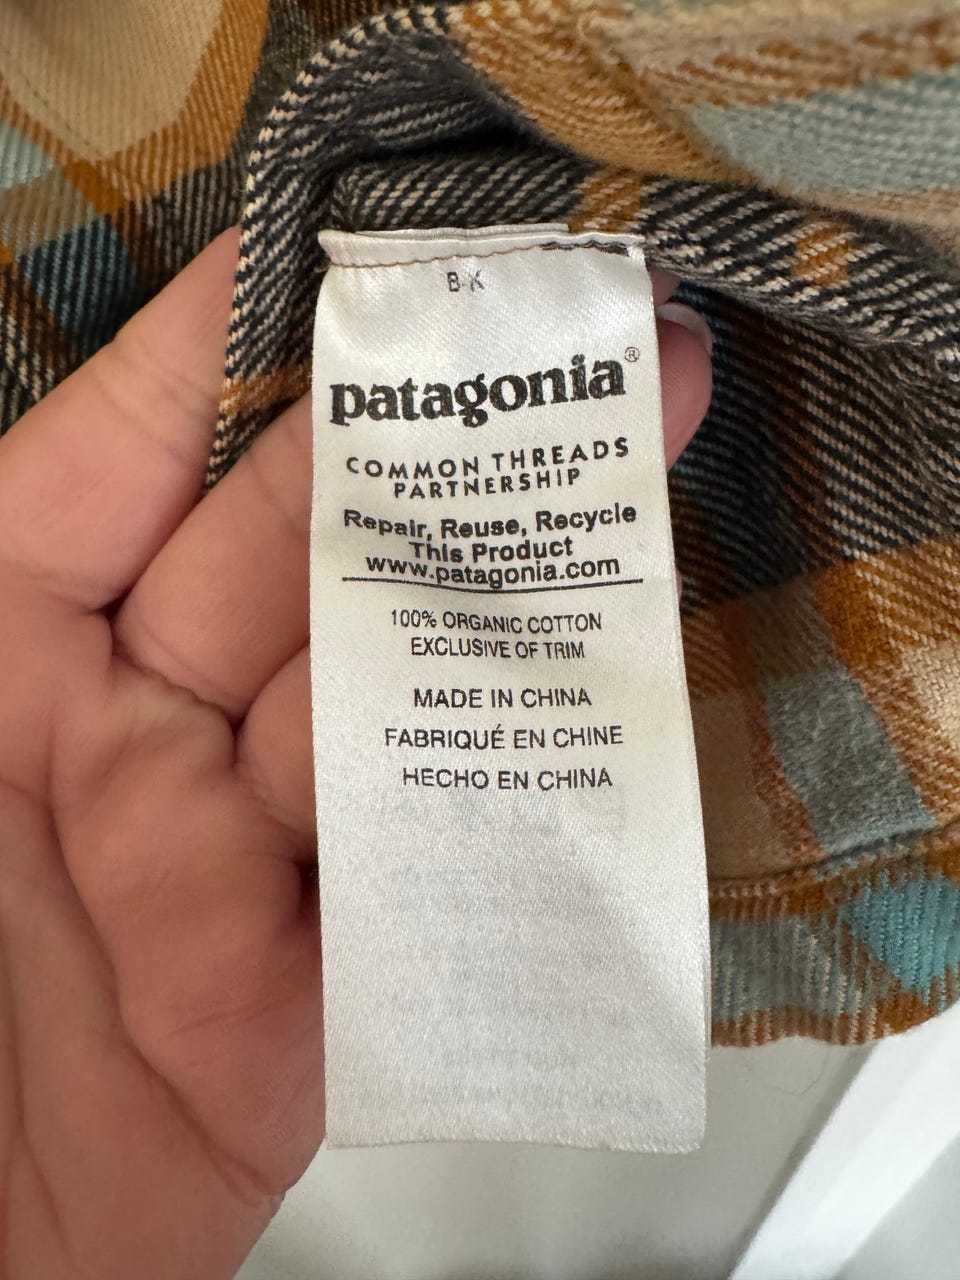 B-K
patagonia®
COMMON THREADS
PARTNERSHIP
Repair, Reuse, Recycle
This Product
www.patagonia.com
100% ORGANIC COTTON
EXCLUSIVE OF TRIM
MADE IN CHINA
FABRIQUÉ EN CHINE
HECHO EN CHINA